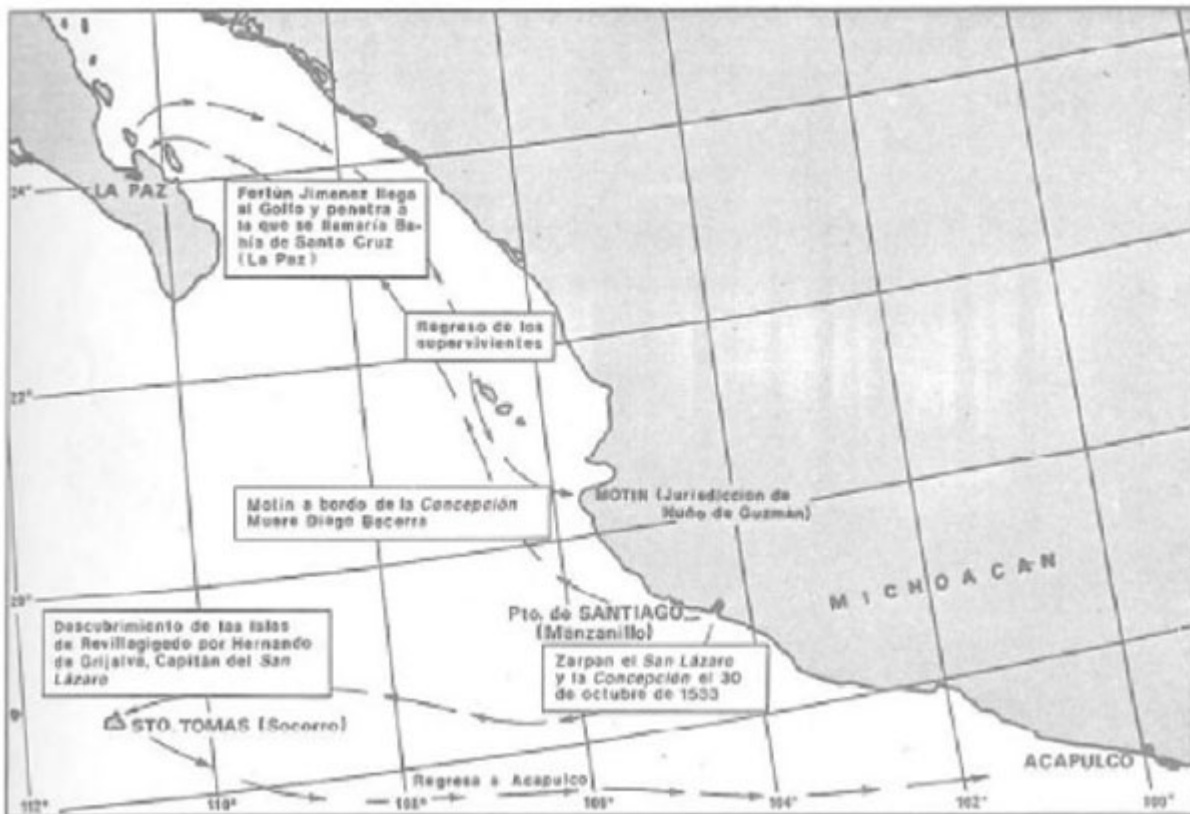 LA PAZ
24°
Fortún Jimenez llega
al Golfo y penetra a
la que se llamaría Ba-
hía de Santa Cruz
(La Paz)
Regreso de los
supervivientes
22°
Motín a bordo de la Concepción
Muere Diego Becerra
MOTIN (Jurisdiccion de
Nuño de Guzmán)
MICHOACAN
20°
Descubrimiento de las Islas
de Revillagigedo por Hernando
de Grijalva, Capitán del San
Lázaro
Pto. de SANTIAGO
(Manzanillo)
Zarpan el San Lázaro
y la Concepción el 30
de octubre de 1533
STO. TOMAS (Socorro)
ACAPULCO
Regresa a Acapulco
112°
110°
108°
106°
104°
102°
100°